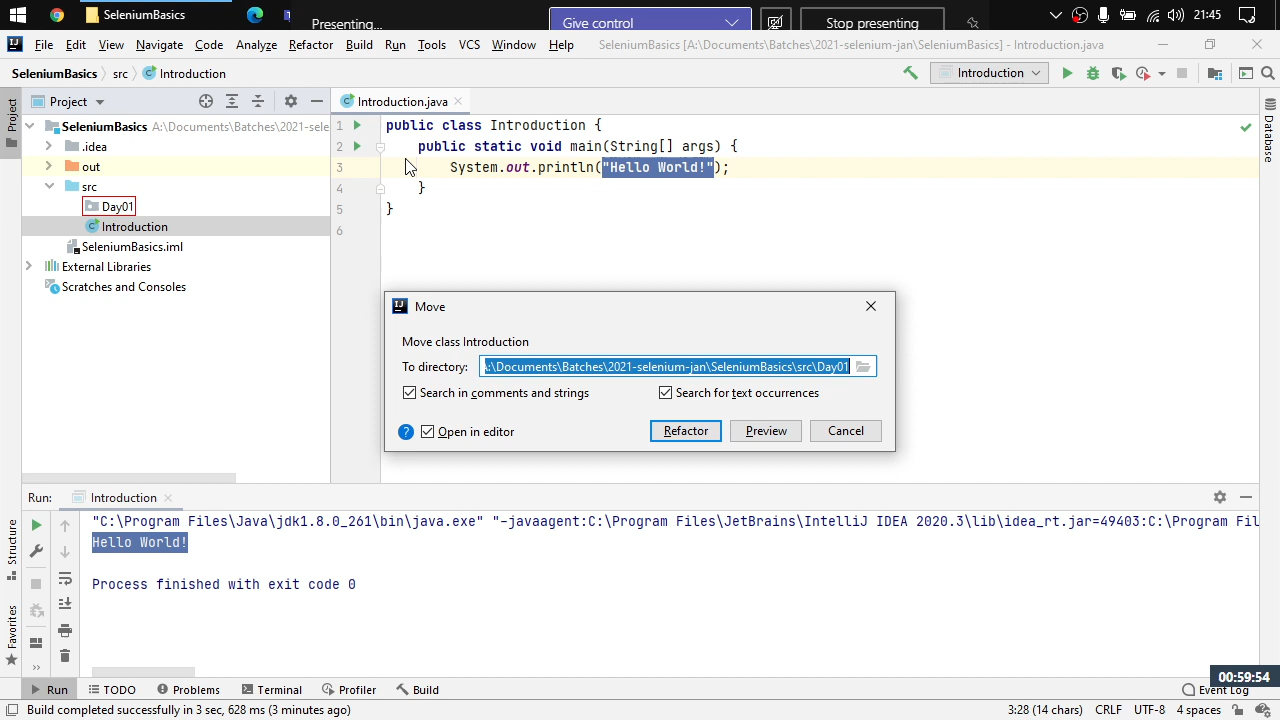 SeleniumBasics
Presenting...
Give control
Stop presenting
21:45
File Edit View Navigate Code Analyze Refactor Build Run Tools VCS Window Help SeleniumBasics [A:\Documents\Batches\2021-selenium-jan\SeleniumBasics] - Introduction.java
SeleniumBasics src Introduction
Introduction
Project
Introduction.java
Project
Database
SeleniumBasics A:\Documents\Batches\2021-sele
.idea
out
src
Day01
Introduction
SeleniumBasics.iml
External Libraries
Scratches and Consoles
1 public class Introduction {
2 public static void main(String[] args) {
3 System.out.println("Hello World!");
4 }
5 }
6
Move
Move class Introduction
To directory: \:\Documents\Batches\2021-selenium-jan\SeleniumBasics\src\Day01
Search in comments and strings Search for text occurrences
? Open in editor Refactor Preview Cancel
Run: Introduction
"C:\Program Files\Java\jdk1.8.0_261\bin\java.exe" "-javaagent:C:\Program Files\JetBrains\IntelliJ IDEA 2020.3\lib\idea_rt.jar=49403:C:\Program Fil
Hello World!
Process finished with exit code 0
Structure
Favorites
00:59:54
Run TODO Problems Terminal Profiler Build Event Log
Build completed successfully in 3 sec, 628 ms (3 minutes ago) 3:28 (14 chars) CRLF UTF-8 4 spaces